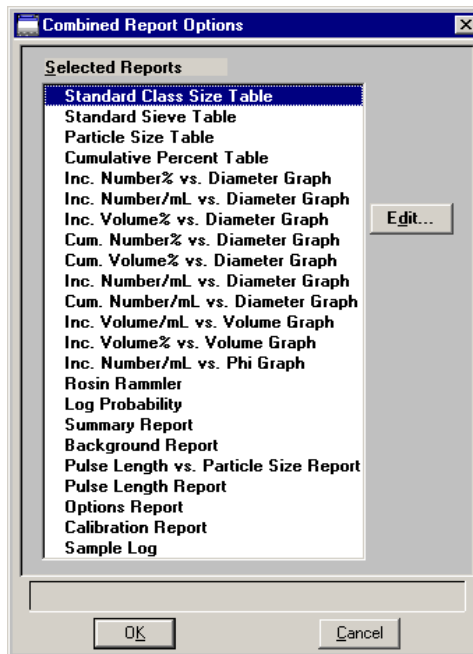 Combined Report Options
Selected Reports
Standard Class Size Table
Standard Sieve Table
Particle Size Table
Cumulative Percent Table
Inc. Number% vs. Diameter Graph
Inc. Number/mL vs. Diameter Graph
Inc. Volume% vs. Diameter Graph
Cum. Number% vs. Diameter Graph
Cum. Volume% vs. Diameter Graph
Inc. Number/mL vs. Diameter Graph
Cum. Number/mL vs. Diameter Graph
Inc. Volume/mL vs. Volume Graph
Inc. Volume% vs. Volume Graph
Inc. Number/mL vs. Phi Graph
Rosin Rammler
Log Probability
Summary Report
Background Report
Pulse Length vs. Particle Size Report
Pulse Length Report
Options Report
Calibration Report
Sample Log
Edit...
OK
Cancel